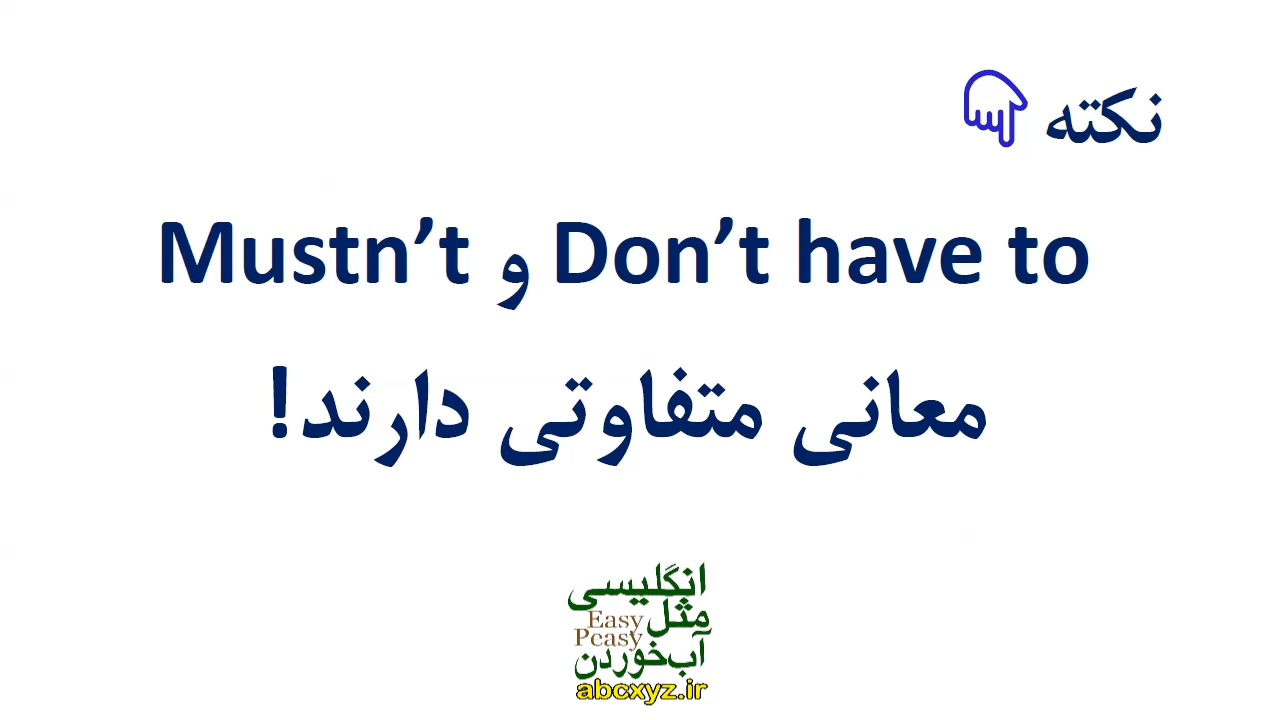 نکته
Mustn’t و Don’t have to
معانی متفاوتی دارند!
انگلیسی
مثل
Easy
Peasy
آب‌خوردن
abcxyz.ir